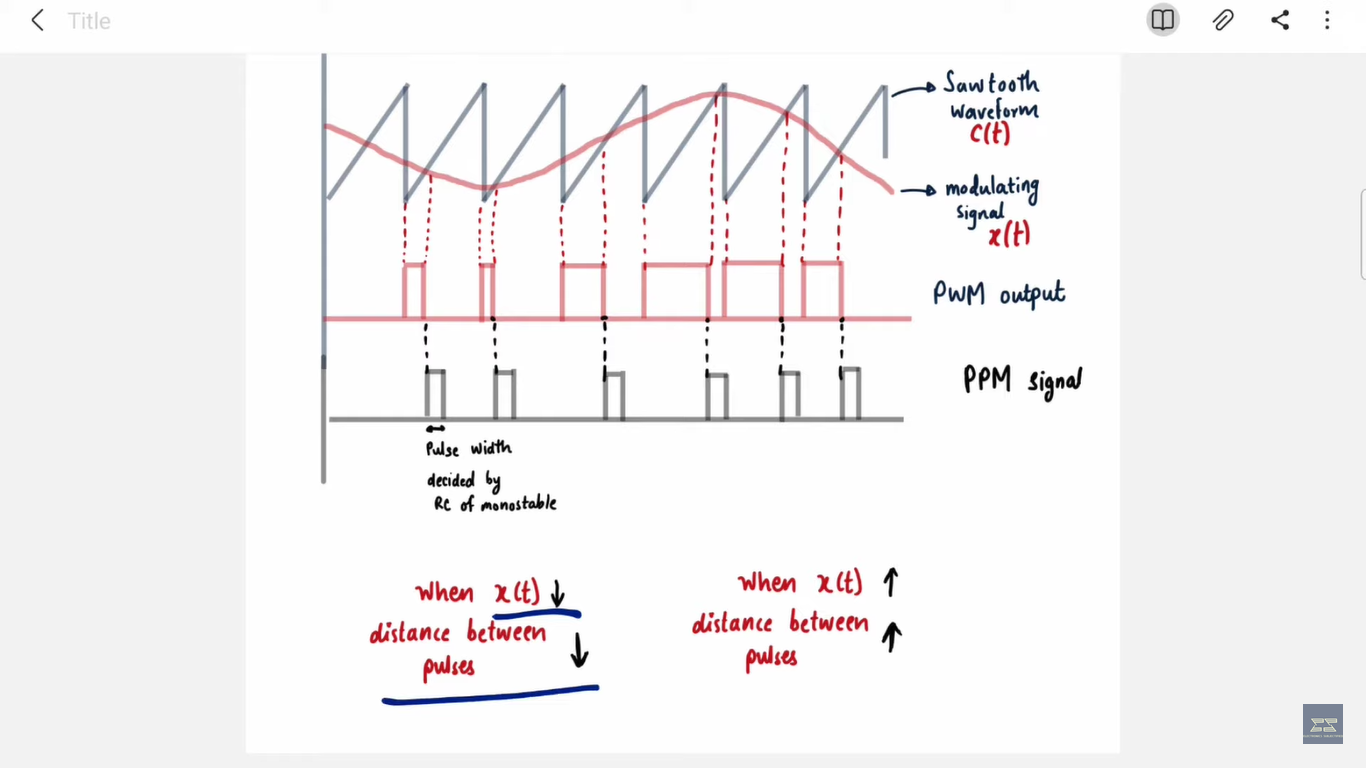 Title
Sawtooth
waveform
c(t)
modulating
signal
x(t)
PWM output
PPM signal
Pulse width
decided by
RC of monostable
When x(t) ↓
distance between ↓
pulses
When x(t) ↑
distance between ↑
pulses